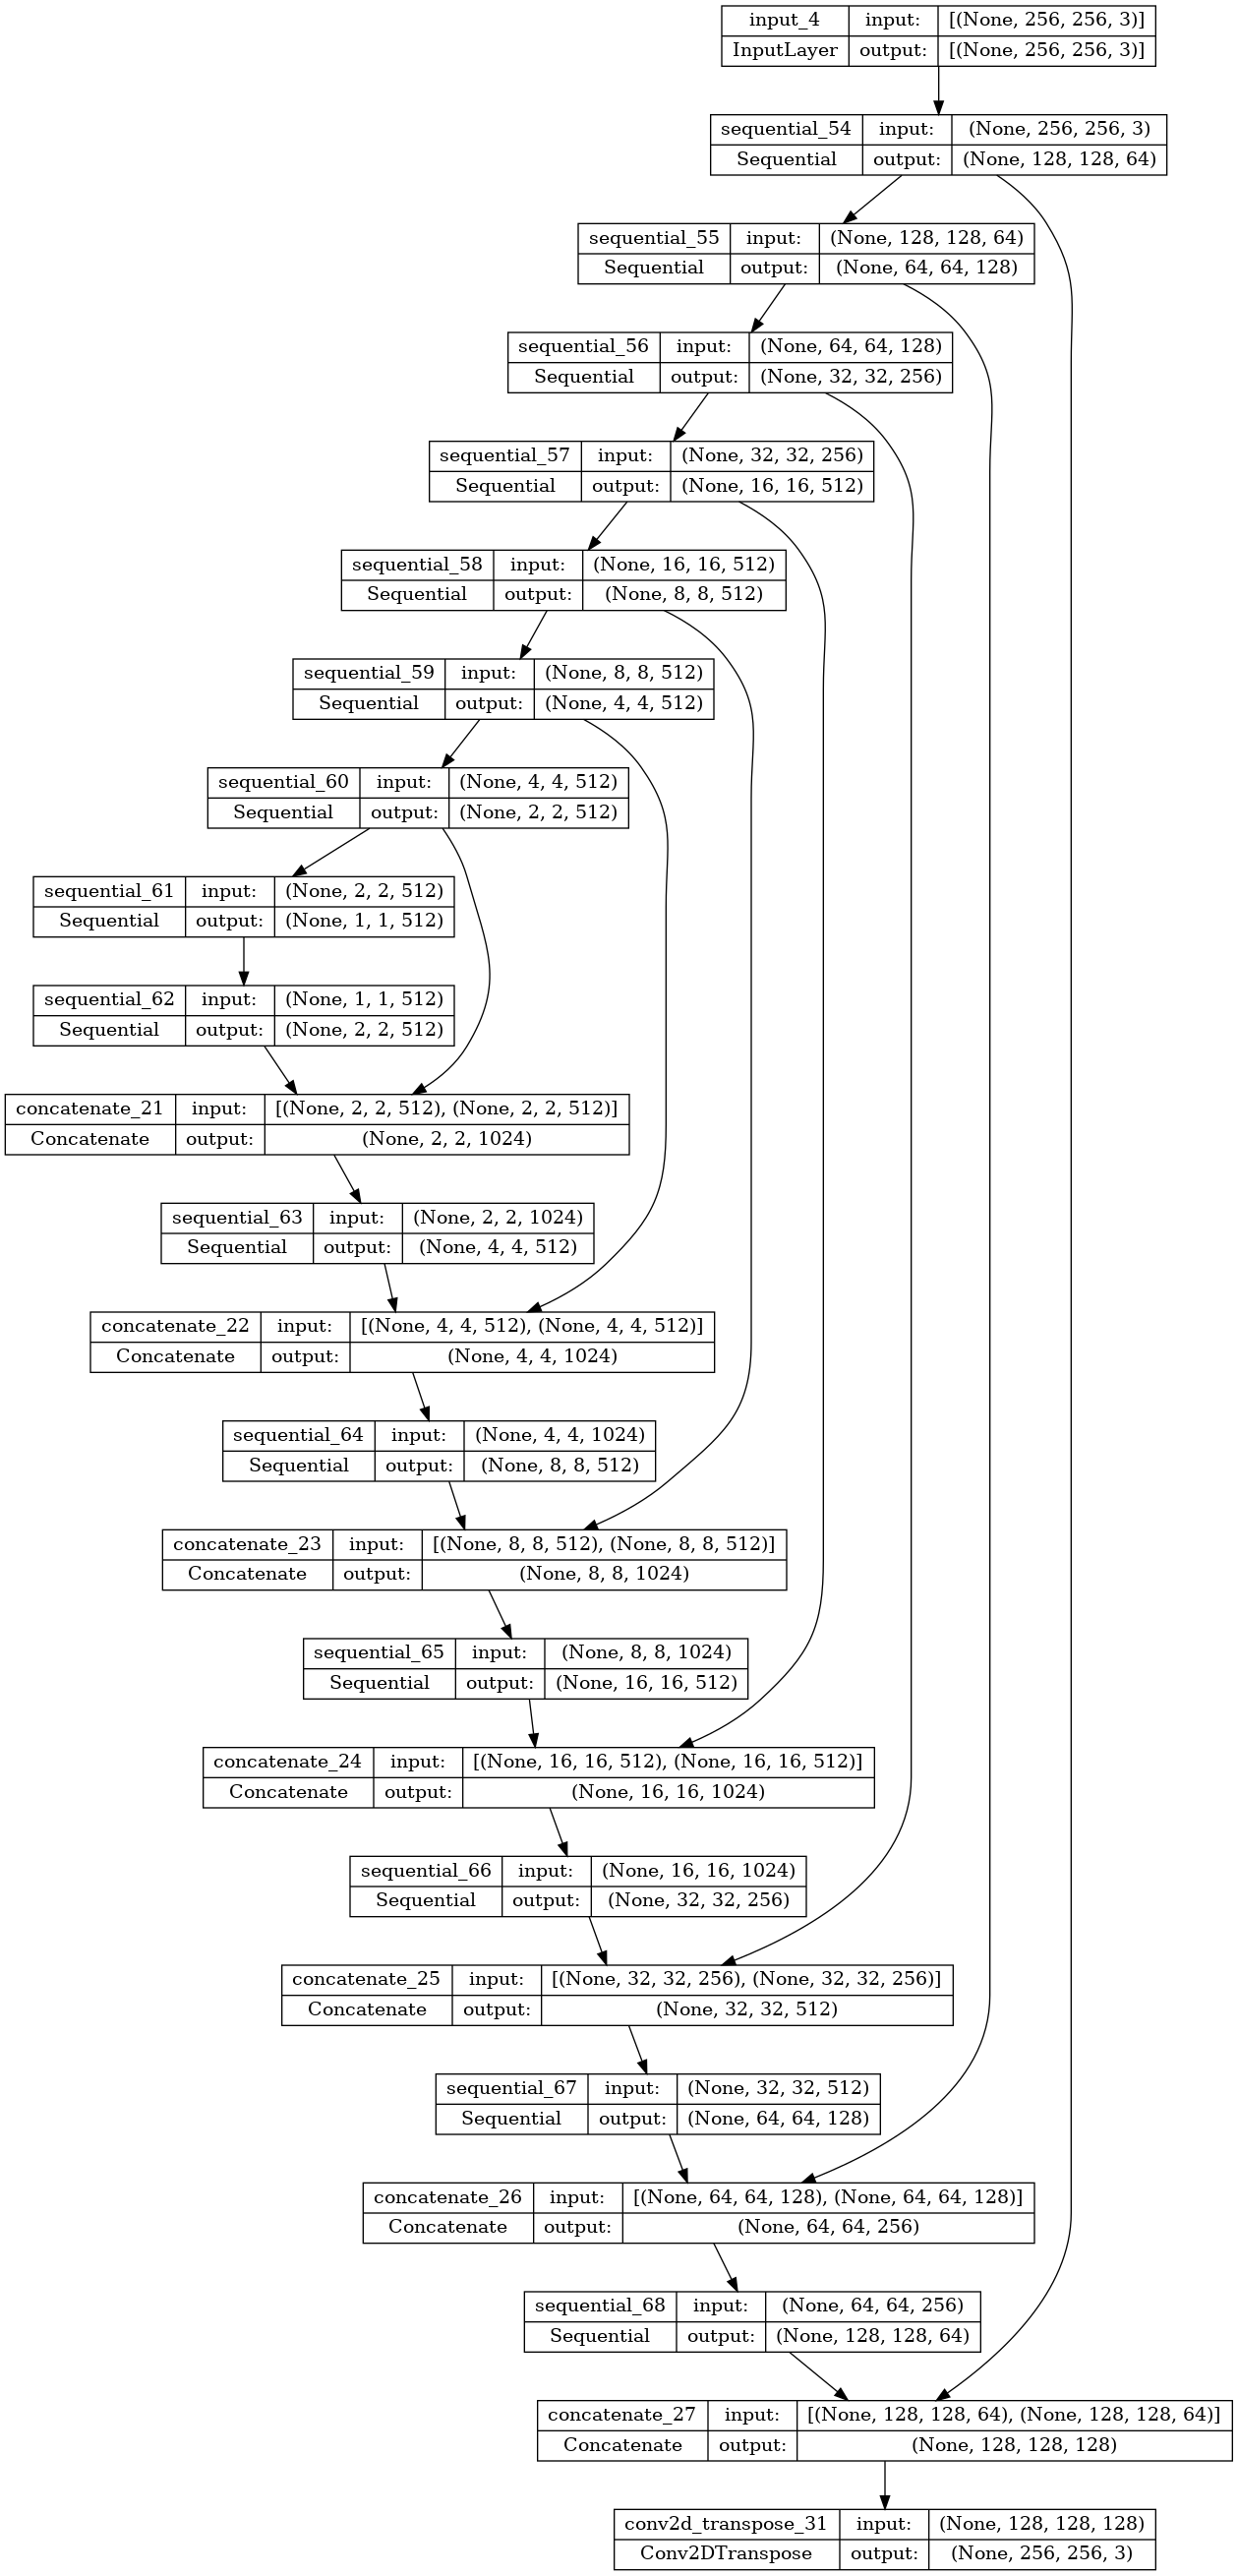 input_4 input: [(None, 256, 256, 3)]
InputLayer output: [(None, 256, 256, 3)]
sequential_54 input: (None, 256, 256, 3)
Sequential output: (None, 128, 128, 64)
sequential_55 input: (None, 128, 128, 64)
Sequential output: (None, 64, 64, 128)
sequential_56 input: (None, 64, 64, 128)
Sequential output: (None, 32, 32, 256)
sequential_57 input: (None, 32, 32, 256)
Sequential output: (None, 16, 16, 512)
sequential_58 input: (None, 16, 16, 512)
Sequential output: (None, 8, 8, 512)
sequential_59 input: (None, 8, 8, 512)
Sequential output: (None, 4, 4, 512)
sequential_60 input: (None, 4, 4, 512)
Sequential output: (None, 2, 2, 512)
sequential_61 input: (None, 2, 2, 512)
Sequential output: (None, 1, 1, 512)
sequential_62 input: (None, 1, 1, 512)
Sequential output: (None, 2, 2, 512)
concatenate_21 input: [(None, 2, 2, 512), (None, 2, 2, 512)]
Concatenate output: (None, 2, 2, 1024)
sequential_63 input: (None, 2, 2, 1024)
Sequential output: (None, 4, 4, 512)
concatenate_22 input: [(None, 4, 4, 512), (None, 4, 4, 512)]
Concatenate output: (None, 4, 4, 1024)
sequential_64 input: (None, 4, 4, 1024)
Sequential output: (None, 8, 8, 512)
concatenate_23 input: [(None, 8, 8, 512), (None, 8, 8, 512)]
Concatenate output: (None, 8, 8, 1024)
sequential_65 input: (None, 8, 8, 1024)
Sequential output: (None, 16, 16, 512)
concatenate_24 input: [(None, 16, 16, 512), (None, 16, 16, 512)]
Concatenate output: (None, 16, 16, 1024)
sequential_66 input: (None, 16, 16, 1024)
Sequential output: (None, 32, 32, 256)
concatenate_25 input: [(None, 32, 32, 256), (None, 32, 32, 256)]
Concatenate output: (None, 32, 32, 512)
sequential_67 input: (None, 32, 32, 512)
Sequential output: (None, 64, 64, 128)
concatenate_26 input: [(None, 64, 64, 128), (None, 64, 64, 128)]
Concatenate output: (None, 64, 64, 256)
sequential_68 input: (None, 64, 64, 256)
Sequential output: (None, 128, 128, 64)
concatenate_27 input: [(None, 128, 128, 64), (None, 128, 128, 64)]
Concatenate output: (None, 128, 128, 128)
conv2d_transpose_31 input: (None, 128, 128, 128)
Conv2DTranspose output: (None, 256, 256, 3)